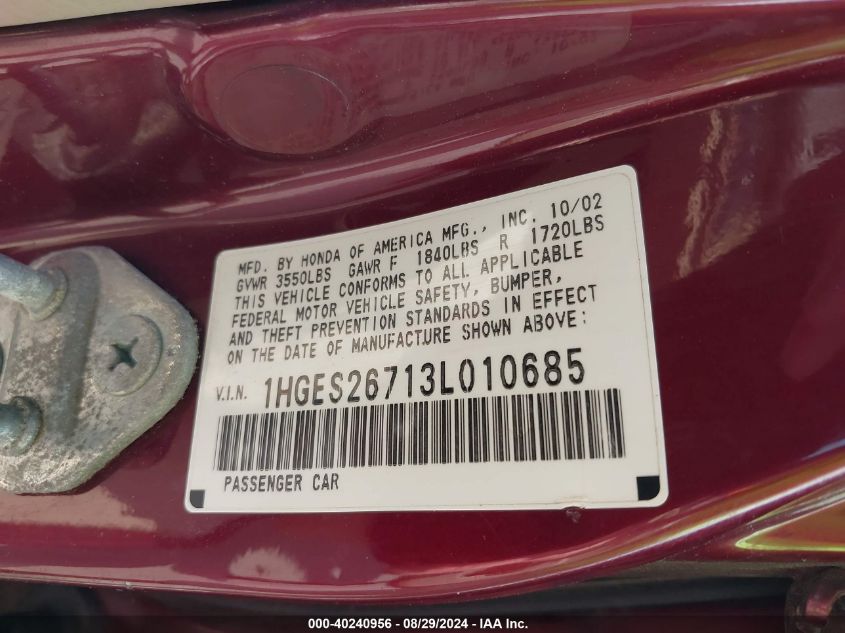 MFD. BY HONDA OF AMERICA MFG., INC. 10/02
GVWR 3550LBS GAWR F 1840LBS R 1720LBS
THIS VEHICLE CONFORMS TO ALL APPLICABLE
FEDERAL MOTOR VEHICLE SAFETY, BUMPER,
AND THEFT PREVENTION STANDARDS IN EFFECT
ON THE DATE OF MANUFACTURE SHOWN ABOVE:
V.I.N. 1HGES26713L010685
PASSENGER CAR
000-40240956 - 08/29/2024 - IAA Inc.